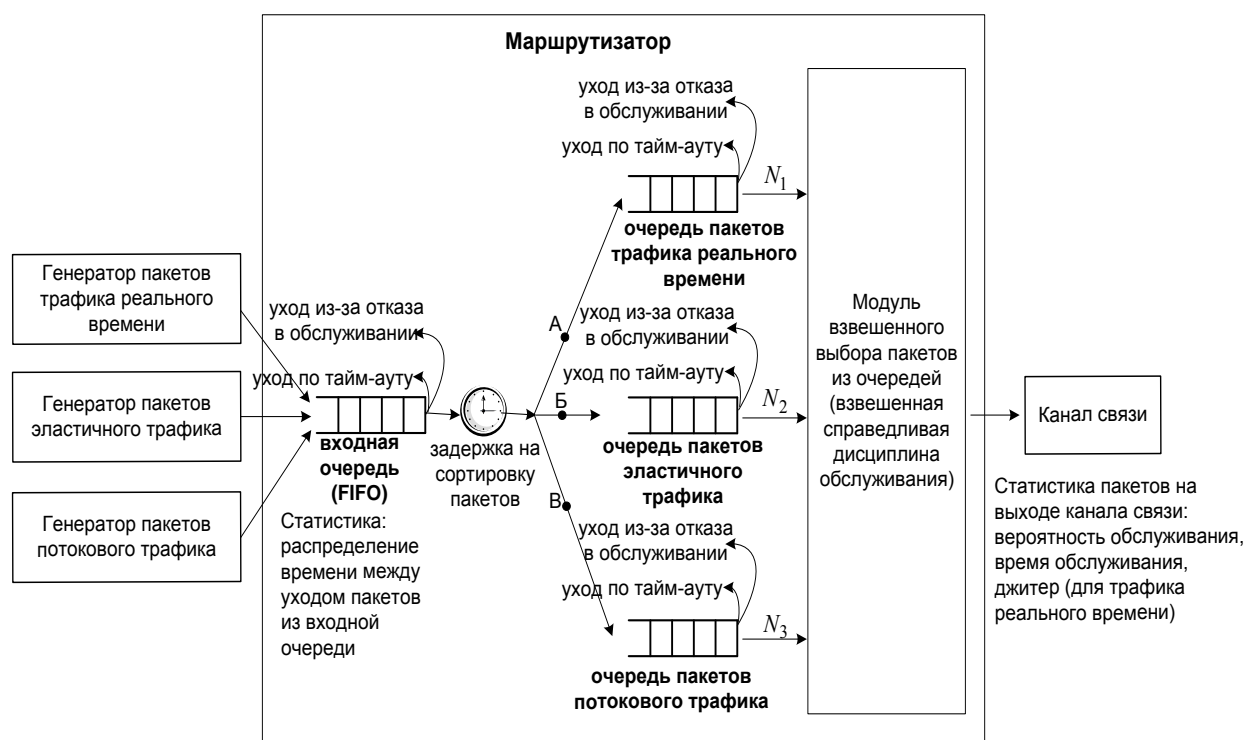 Маршрутизатор
Генератор пакетов
трафика реального
времени
Генератор пакетов
эластичного трафика
Генератор пакетов
потокового трафика
уход из-за отказа
в обслуживании
уход по тайм-ауту
входная
очередь
(FIFO)
Статистика:
распределение
времени между
уходом пакетов
из входной
очереди
задержка на
сортировку
пакетов
А
Б
В
уход из-за отказа
в обслуживании
уход по тайм-ауту
N1
очередь пакетов
трафика реального
времени
уход из-за отказа
в обслуживании
уход по тайм-ауту
N2
очередь пакетов
эластичного
трафика
уход из-за отказа
в обслуживании
уход по тайм-ауту
N3
очередь пакетов
потокового трафика
Модуль
взвешенного
выбора пакетов
из очередей
(взвешенная
справедливая
дисциплина
обслуживания)
Канал связи
Статистика пакетов на
выходе канала связи:
вероятность обслуживания,
время обслуживания,
джитер (для трафика
реального времени)